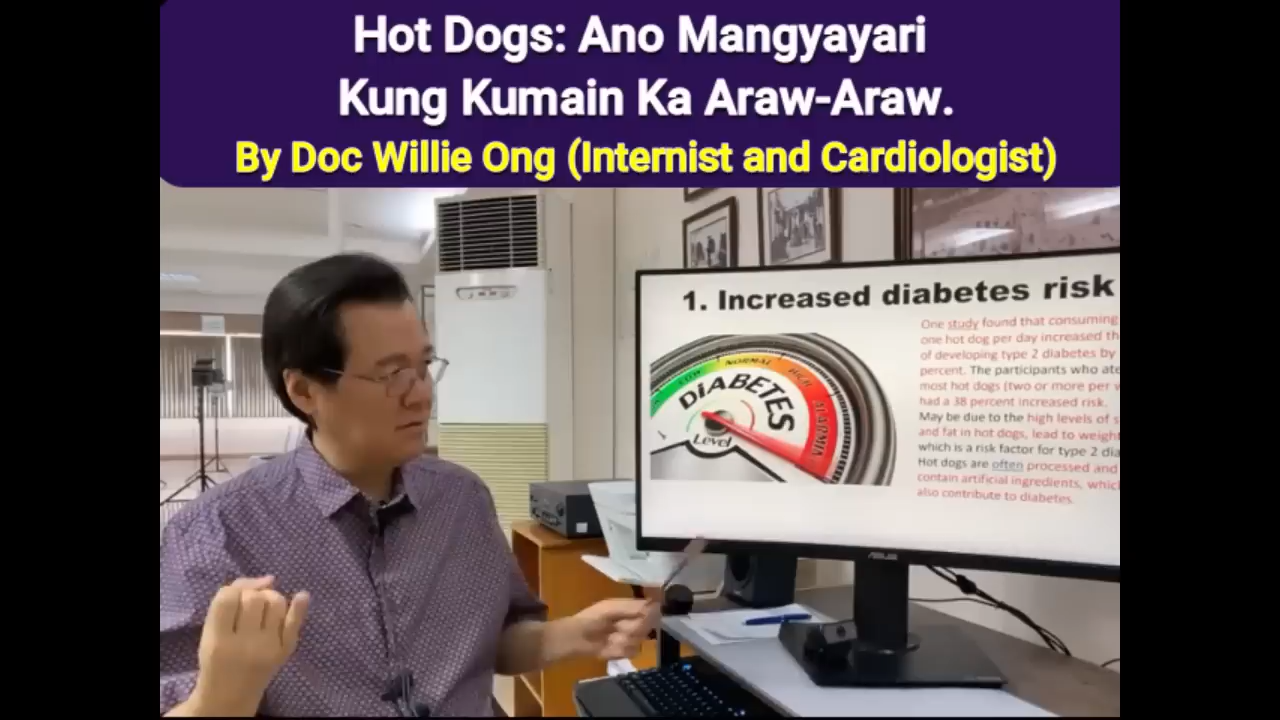 Hot Dogs: Ano Mangyayari
Kung Kumain Ka Araw-Araw.
By Doc Willie Ong (Internist and Cardiologist)
1. Increased diabetes risk
LOW NORMAL HIGH ALARMIA
DiABETES
Level
One study found that consuming
one hot dog per day increased th
of developing type 2 diabetes by
percent. The participants who ate
most hot dogs (two or more per w
had a 38 percent increased risk.
May be due to the high levels of s
and fat in hot dogs, lead to weight
which is a risk factor for type 2 dia
Hot dogs are often processed and
contain artificial ingredients, which
also contribute to diabetes.
ASUS